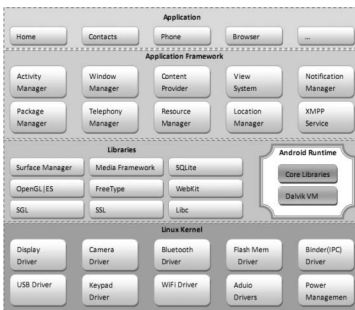 Application
Home Contacts Phone Browser ...
Application Framework
Activity Manager
Window Manager
Content Provider
View System
Notification Manager
Package Manager
Telephony Manager
Resource Manager
Location Manager
XMPP Service
Libraries
Surface Manager Media Framework SQLite
OpenGL|ES FreeType WebKit
SGL SSL Libc
Android Runtime
Core Libraries
Dalvik VM
Linux Kernel
Display Driver
Camera Driver
Bluetooth Driver
Flash Mem Driver
Binder(IPC) Driver
USB Driver
Keypad Driver
WiFi Driver
Aduio Drivers
Power Managemen